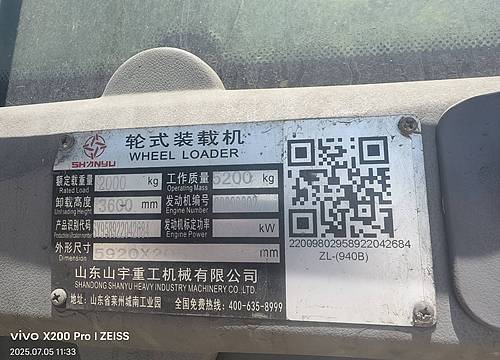 轮式装载机
SHANYU
WHEEL LOADER
额定载重量 2000 kg 工作质量 5200 kg
Rated Load Operating Mass
卸载高度 3600 mm 发动机编号
Unloading Height Engine Number
产品识别代码 发动机标定功率 kW
Production Identification number Engine Power
外形尺寸 5920X2 mm
Dimension
22009802958922042684
ZL-(940B)
山东山宇重工机械有限公司
SHANDONG SHANYU HEAVY INDUSTRY MACHINERY CO.,LTD.
地址:山东省莱州城南工业园 全国免费热线:400-635-8999
vivo X200 Pro | ZEISS
2025.07.05 11:33